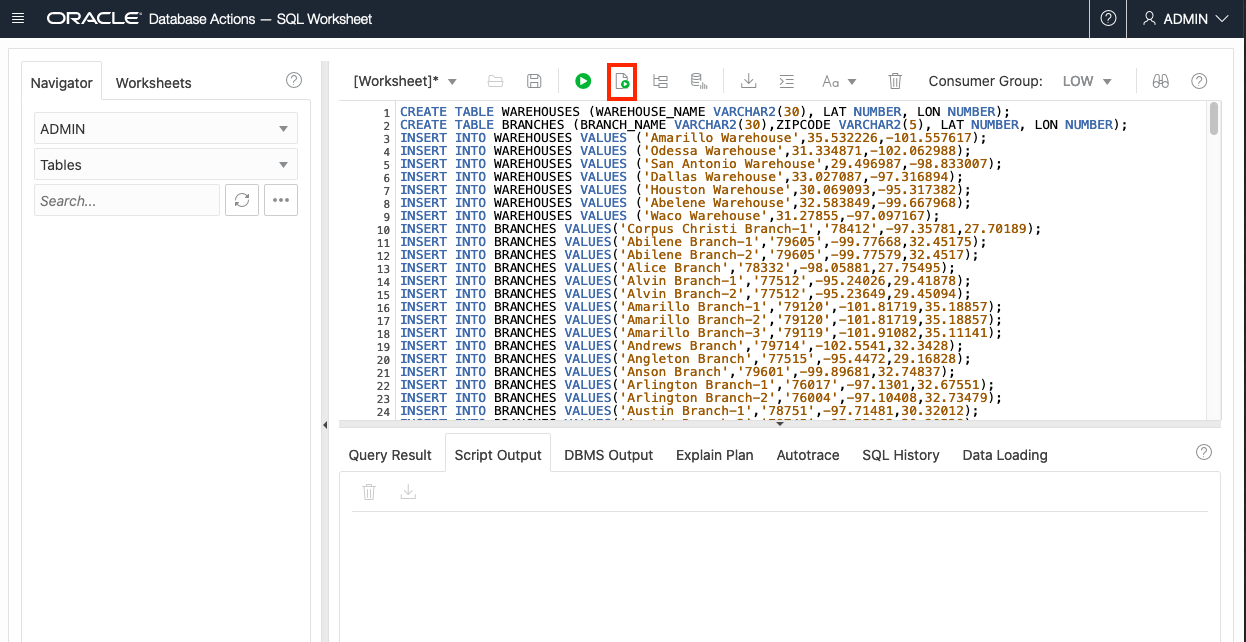 ORACLE Database Actions — SQL Worksheet
ADMIN
Navigator
Worksheets
ADMIN
Tables
Search...
[Worksheet]*
Aa
Consumer Group:
LOW
1 CREATE TABLE WAREHOUSES (WAREHOUSE_NAME VARCHAR2(30), LAT NUMBER, LON NUMBER);
2 CREATE TABLE BRANCHES (BRANCH_NAME VARCHAR2(30),ZIPCODE VARCHAR2(5), LAT NUMBER, LON NUMBER);
3 INSERT INTO WAREHOUSES VALUES ('Amarillo Warehouse',35.532226,-101.557617);
4 INSERT INTO WAREHOUSES VALUES ('Odessa Warehouse',31.334871,-102.062988);
5 INSERT INTO WAREHOUSES VALUES ('San Antonio Warehouse',29.496987,-98.833007);
6 INSERT INTO WAREHOUSES VALUES ('Dallas Warehouse',33.027087,-97.316894);
7 INSERT INTO WAREHOUSES VALUES ('Houston Warehouse',30.069093,-95.317382);
8 INSERT INTO WAREHOUSES VALUES ('Abelene Warehouse',32.583849,-99.667968);
9 INSERT INTO WAREHOUSES VALUES ('Waco Warehouse',31.27855,-97.097167);
10 INSERT INTO BRANCHES VALUES('Corpus Christi Branch-1','78412',-97.35781,27.70189);
11 INSERT INTO BRANCHES VALUES('Abilene Branch-1','79605',-99.77668,32.45175);
12 INSERT INTO BRANCHES VALUES('Abilene Branch-2','79605',-99.77579,32.4517);
13 INSERT INTO BRANCHES VALUES('Alice Branch','78332',-98.05881,27.75495);
14 INSERT INTO BRANCHES VALUES('Alvin Branch-1','77512',-95.24026,29.41878);
15 INSERT INTO BRANCHES VALUES('Alvin Branch-2','77512',-95.23649,29.45094);
16 INSERT INTO BRANCHES VALUES('Amarillo Branch-1','79120',-101.81719,35.18857);
17 INSERT INTO BRANCHES VALUES('Amarillo Branch-2','79120',-101.81719,35.18857);
18 INSERT INTO BRANCHES VALUES('Amarillo Branch-3','79119',-101.91082,35.11141);
19 INSERT INTO BRANCHES VALUES('Andrews Branch','79714',-102.5541,32.3428);
20 INSERT INTO BRANCHES VALUES('Angleton Branch','77515',-95.4472,29.16828);
21 INSERT INTO BRANCHES VALUES('Anson Branch','79601',-99.89681,32.74837);
22 INSERT INTO BRANCHES VALUES('Arlington Branch-1','76017',-97.1301,32.67551);
23 INSERT INTO BRANCHES VALUES('Arlington Branch-2','76004',-97.10408,32.73479);
24 INSERT INTO BRANCHES VALUES('Austin Branch-1','78751',-97.71481,30.32012);
Query Result
Script Output
DBMS Output
Explain Plan
Autotrace
SQL History
Data Loading